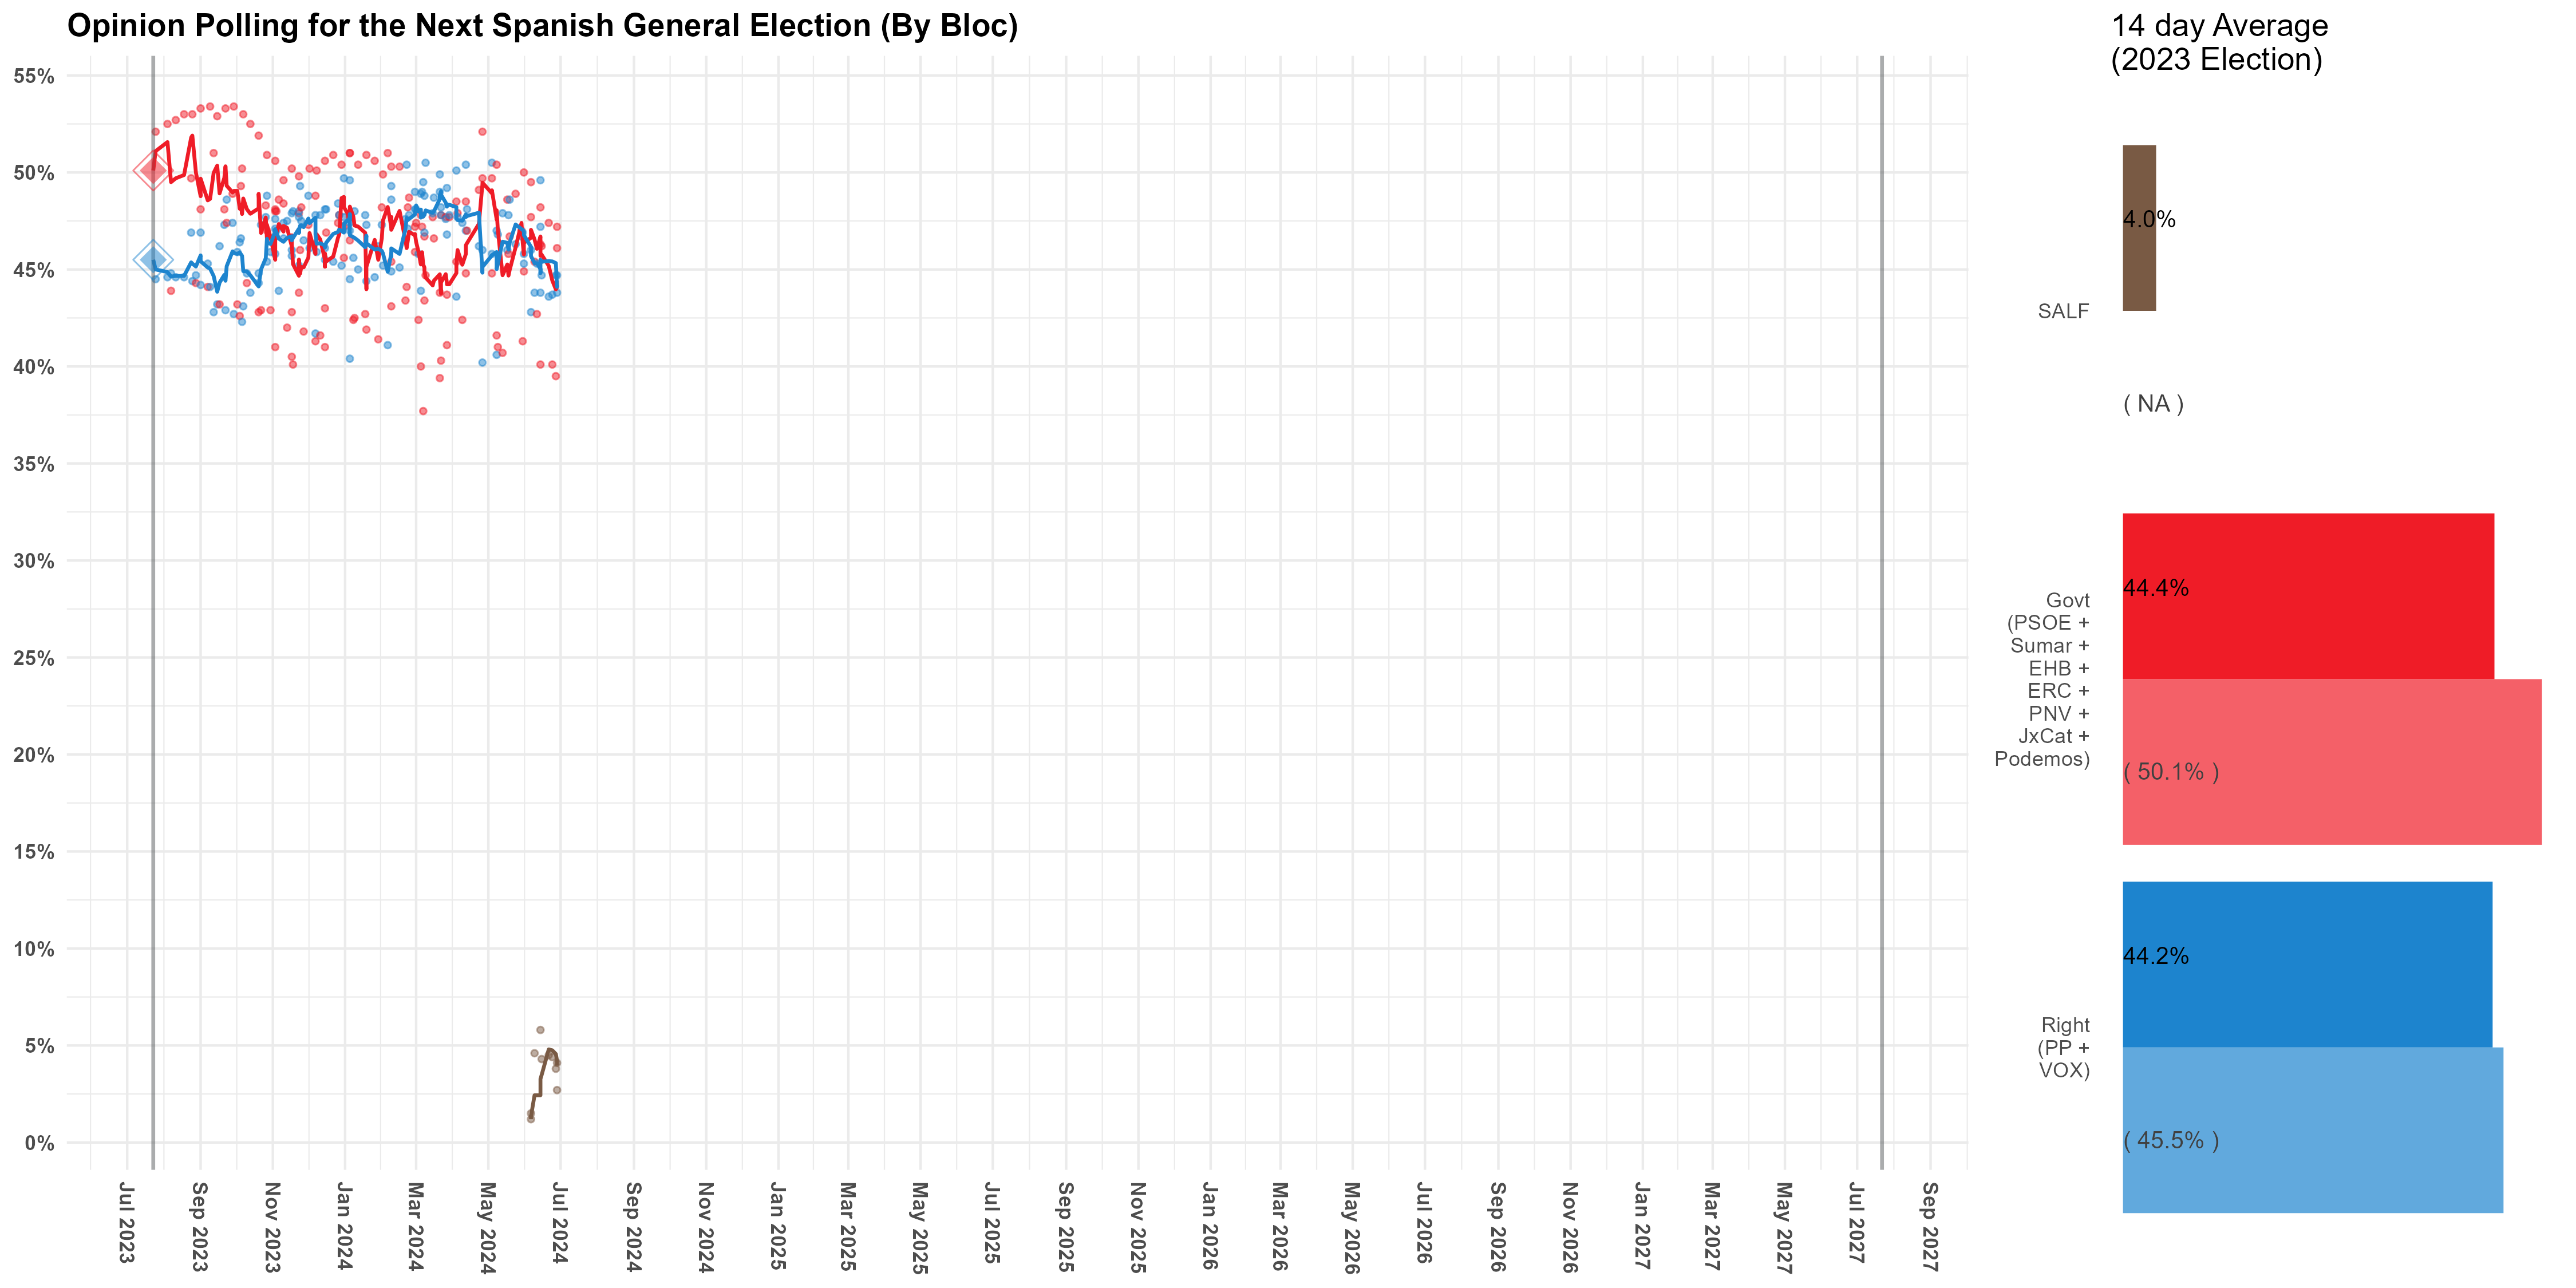 Opinion Polling for the Next Spanish General Election (By Bloc)
14 day Average
(2023 Election)
55%
50%
45%
40%
35%
30%
25%
20%
15%
10%
5%
0%
Jul 2023
Sep 2023
Nov 2023
Jan 2024
Mar 2024
May 2024
Jul 2024
Sep 2024
Nov 2024
Jan 2025
Mar 2025
May 2025
Jul 2025
Sep 2025
Nov 2025
Jan 2026
Mar 2026
May 2026
Jul 2026
Sep 2026
Nov 2026
Jan 2027
Mar 2027
May 2027
Jul 2027
Sep 2027
4.0%
SALF
( NA )
44.4%
Govt
(PSOE +
Sumar +
EHB +
ERC +
PNV +
JxCat +
Podemos)
( 50.1% )
44.2%
Right
(PP +
VOX)
( 45.5% )